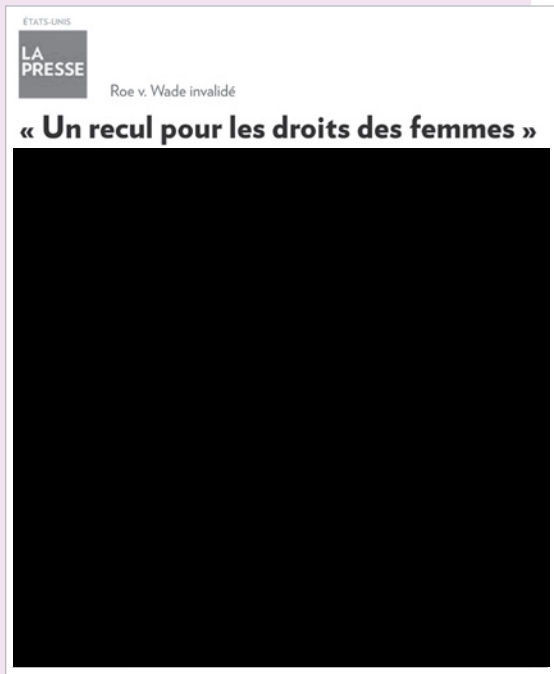 ÉTATS-UNIS
LA
PRESSE
Roe v. Wade invalidé
« Un recul pour les droits des femmes »